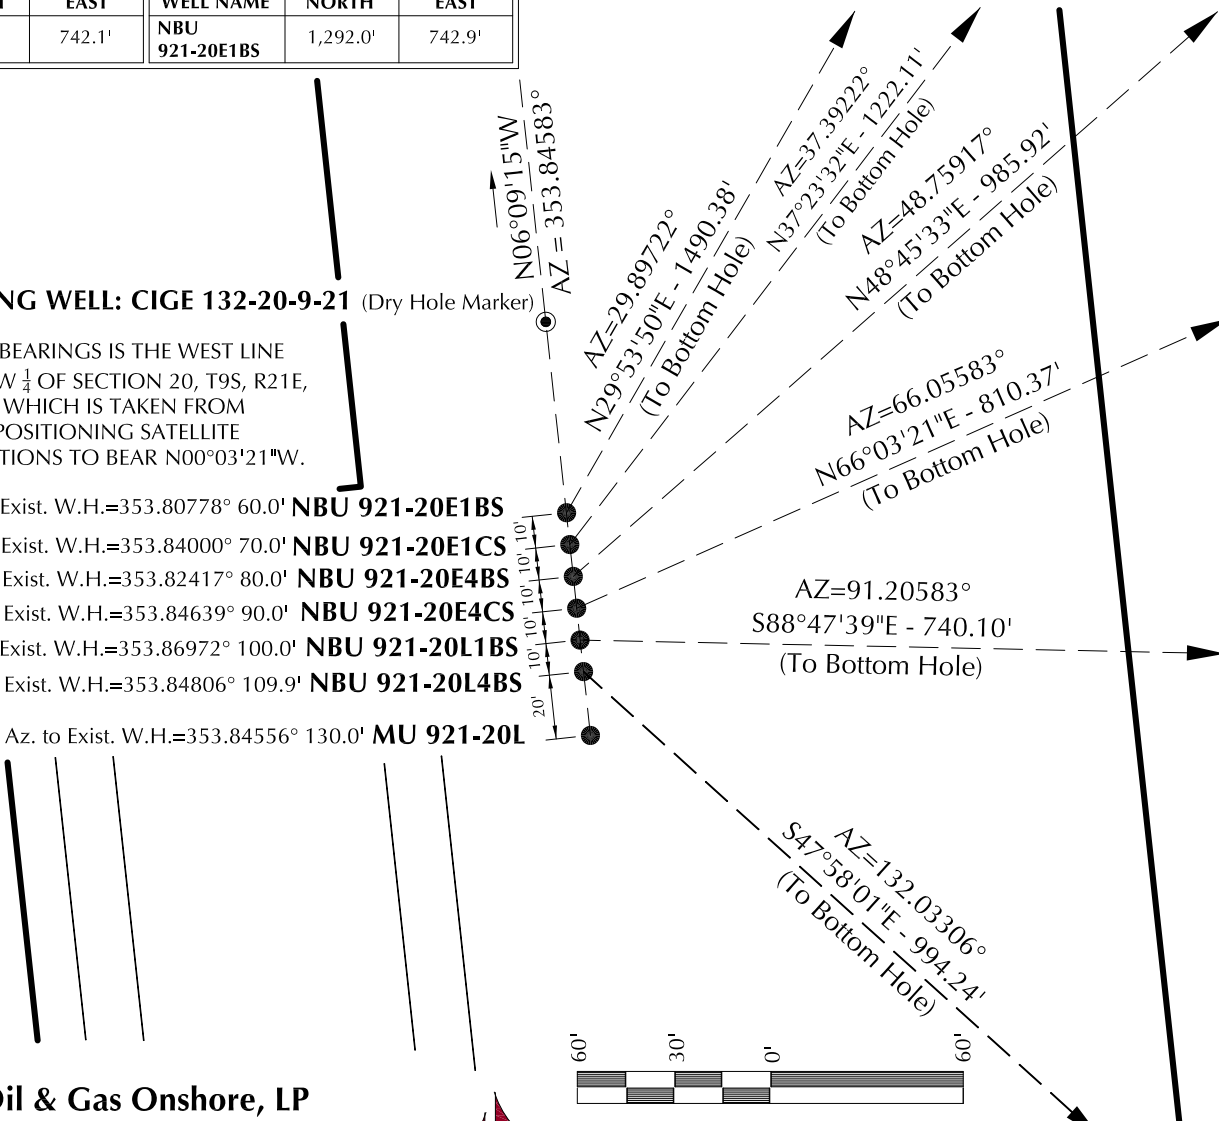 EAST
WELL NAME NORTH EAST
742.1' NBU 921-20E1BS 1,292.0' 742.9'
N06°09'15"W
AZ = 353.84583°
AZ=29.89722°
N29°53'50"E - 1490.38'
(To Bottom Hole)
AZ=37.39222°
N37°23'32"E - 1222.11'
(To Bottom Hole)
AZ=48.75917°
N48°45'33"E - 985.92'
(To Bottom Hole)
NG WELL: CIGE 132-20-9-21 (Dry Hole Marker)
BEARINGS IS THE WEST LINE
W 1/4 OF SECTION 20, T9S, R21E,
WHICH IS TAKEN FROM
POSITIONING SATELLITE
TIONS TO BEAR N00°03'21"W.
AZ=66.05583°
N66°03'21"E - 810.37'
(To Bottom Hole)
Exist. W.H.=353.80778° 60.0' NBU 921-20E1BS
10'
Exist. W.H.=353.84000° 70.0' NBU 921-20E1CS
10'
Exist. W.H.=353.82417° 80.0' NBU 921-20E4BS
10'
Exist. W.H.=353.84639° 90.0' NBU 921-20E4CS
10'
Exist. W.H.=353.86972° 100.0' NBU 921-20L1BS
10'
Exist. W.H.=353.84806° 109.9' NBU 921-20L4BS
20'
Az. to Exist. W.H.=353.84556° 130.0' MU 921-20L
AZ=91.20583°
S88°47'39"E - 740.10'
(To Bottom Hole)
AZ=132.03306°
S47°58'01"E - 994.24'
(To Bottom Hole)
60' 30' 0' 60'
Oil & Gas Onshore, LP